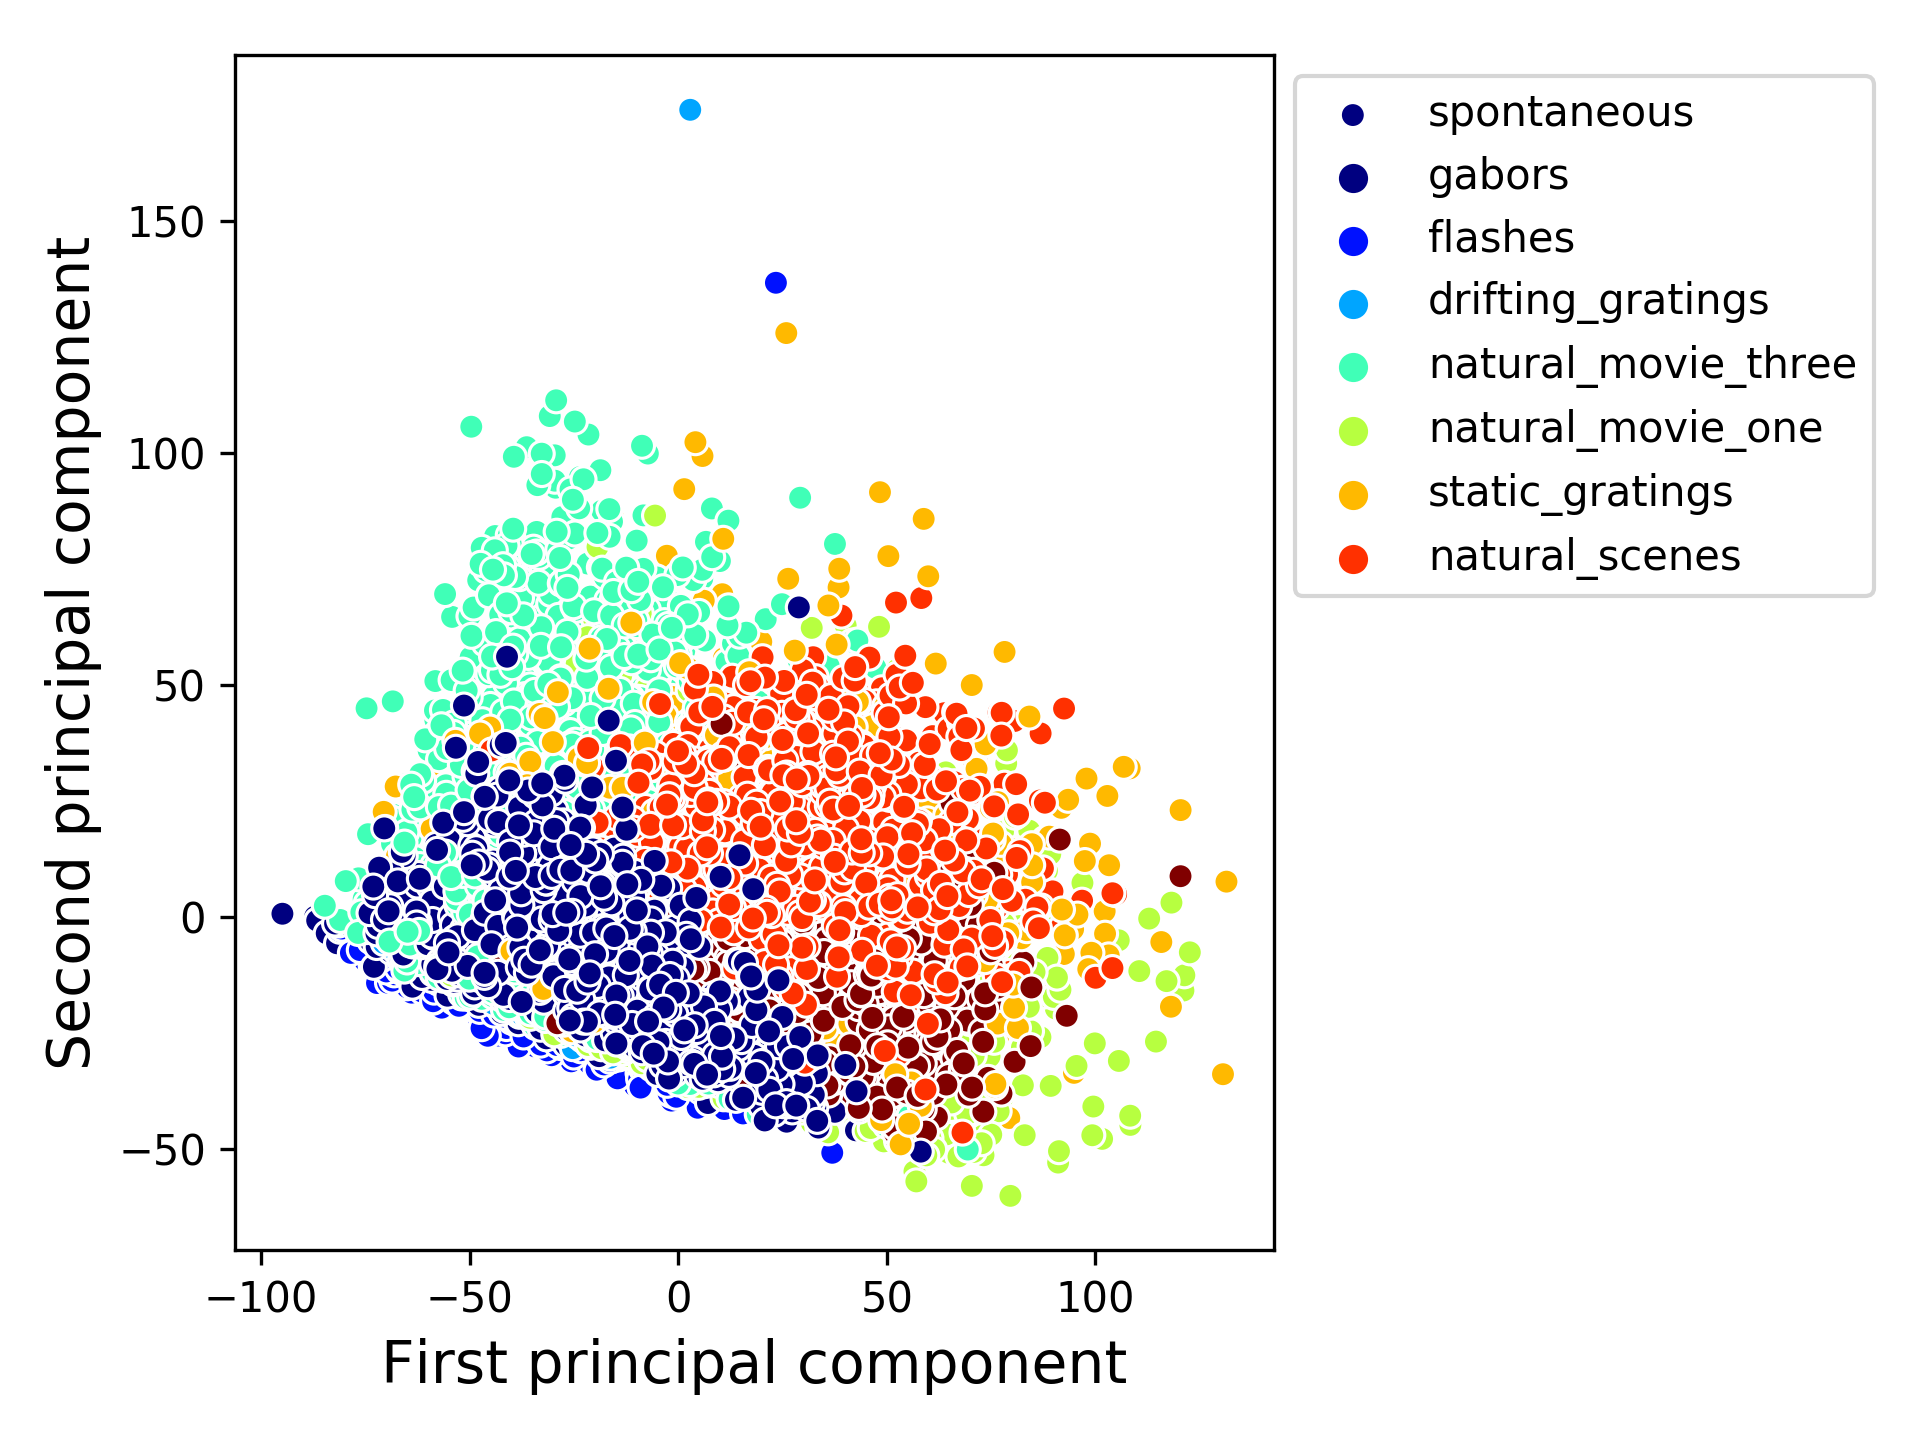 spontaneous
gabors
flashes
drifting_gratings
natural_movie_three
natural_movie_one
static_gratings
natural_scenes
Second principal component
150
100
50
0
−50
−100
−50
0
50
100
First principal component